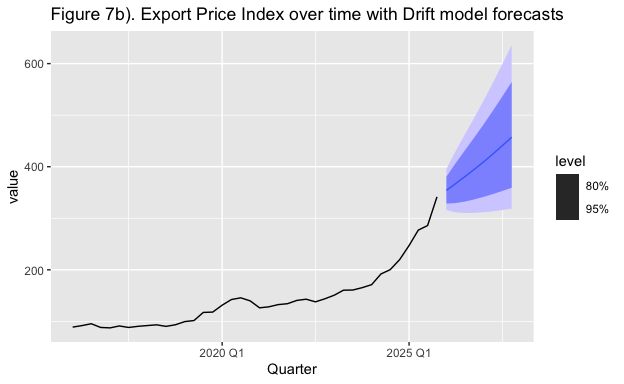 Figure 7b). Export Price Index over time with Drift model forecasts
value
600
400
200
2020 Q1
2025 Q1
Quarter
level
80%
95%